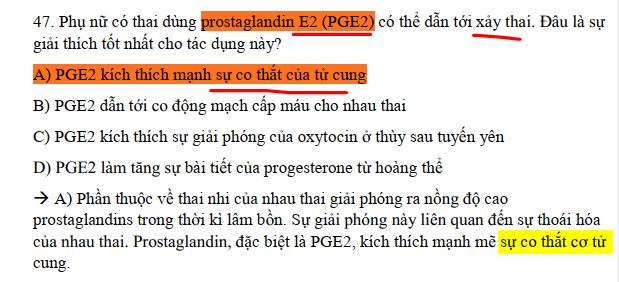 47. Phụ nữ có thai dùng prostaglandin E2 (PGE2) có thể dẫn tới xảy thai. Đâu là sự
giải thích tốt nhất cho tác dụng này?
A) PGE2 kích thích mạnh sự co thắt của tử cung
B) PGE2 dẫn tới co động mạch cấp máu cho nhau thai
C) PGE2 kích thích sự giải phóng của oxytocin ở thùy sau tuyến yên
D) PGE2 làm tăng sự bài tiết của progesterone từ hoàng thể
→ A) Phần thuộc về thai nhi của nhau thai giải phóng ra nồng độ cao
prostaglandins trong thời kì lâm bồn. Sự giải phóng này liên quan đến sự thoái hóa
của nhau thai. Prostaglandin, đặc biệt là PGE2, kích thích mạnh mẽ sự co thắt cơ tử
cung.